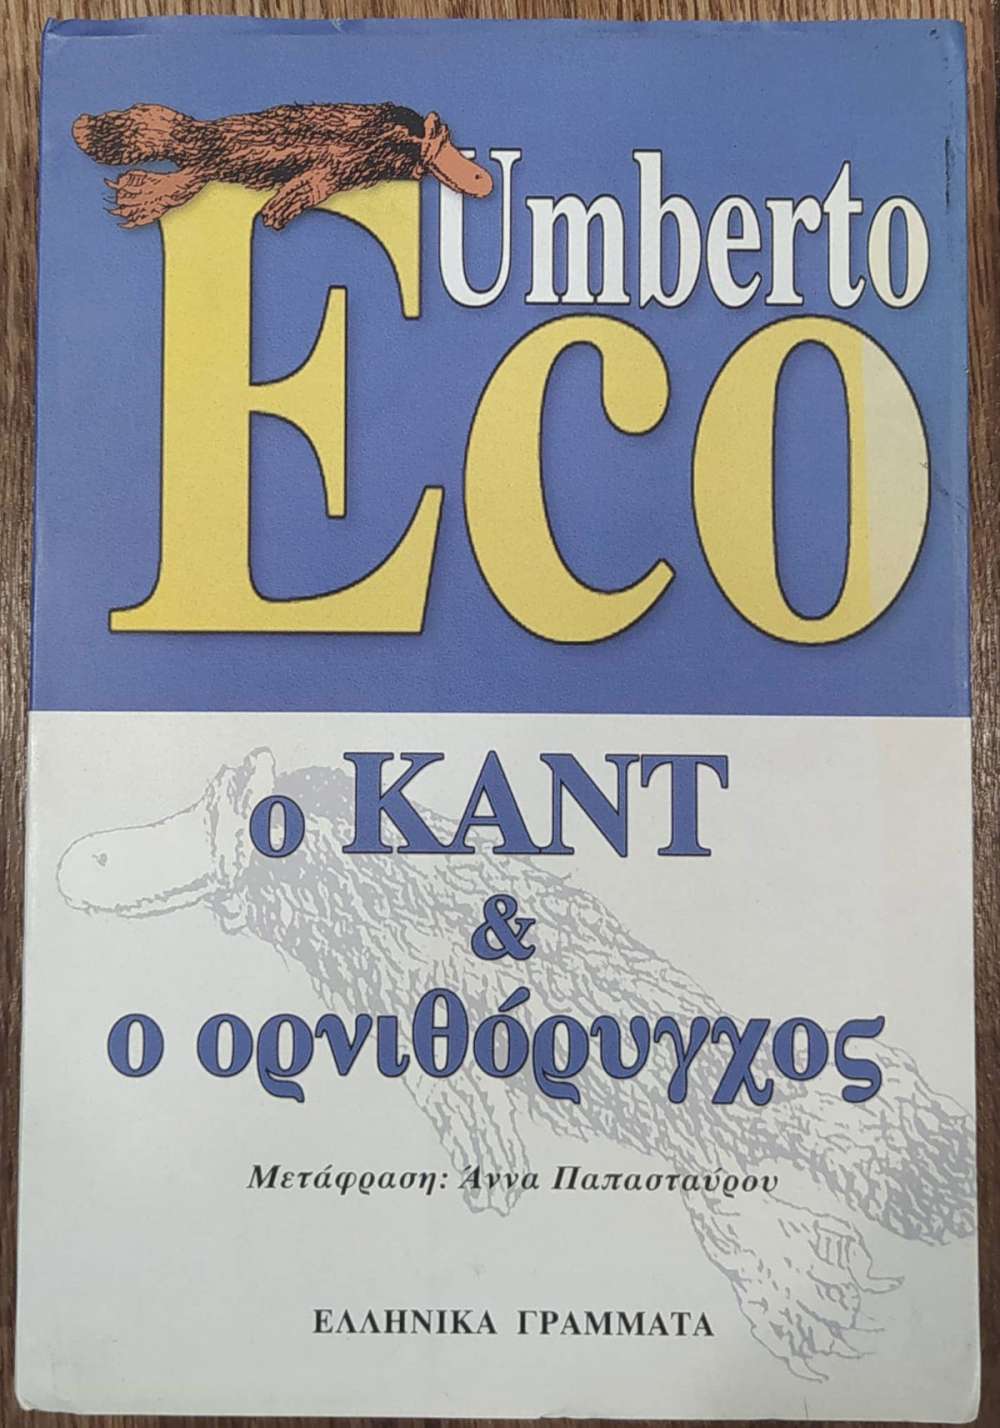 Umberto
Eco
ο ΚΑΝΤ
&
ο ορνιθόρυγχος
Μετάφραση: Άννα Παπασταύρου
ΕΛΛΗΝΙΚΑ ΓΡΑΜΜΑΤΑ